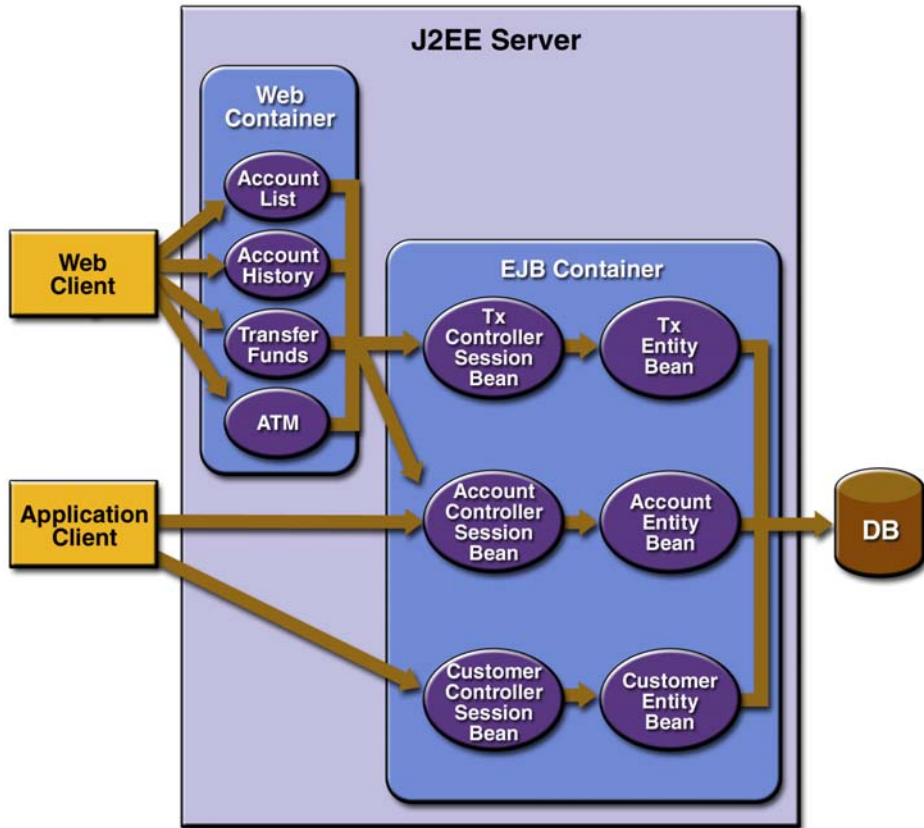 J2EE Server
Web
Container
Account
List
Account
History
Transfer
Funds
ATM
Web
Client
Application
Client
EJB Container
Tx
Controller
Session
Bean
Tx
Entity
Bean
Account
Controller
Session
Bean
Account
Entity
Bean
Customer
Controller
Session
Bean
Customer
Entity
Bean
DB